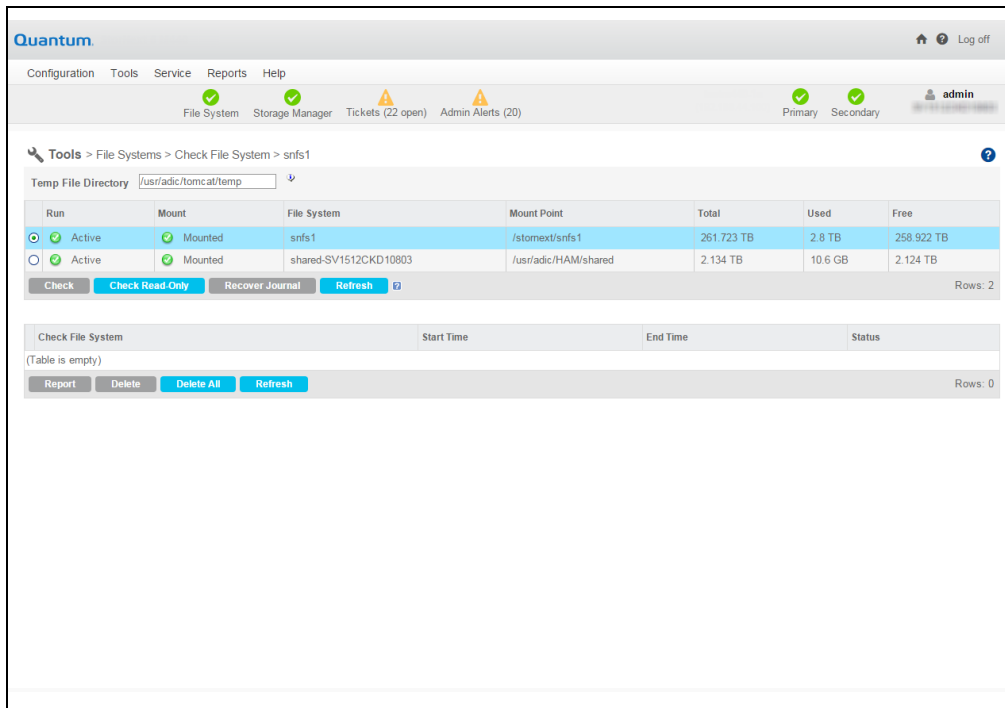 Quantum.
Log off
Configuration Tools Service Reports Help
File System Storage Manager Tickets (22 open) Admin Alerts (20) Primary Secondary admin
Tools > File Systems > Check File System > snfs1
Temp File Directory /usr/adic/tomcat/temp
Run Mount File System Mount Point Total Used Free
Active Mounted snfs1 /stornext/snfs1 261.723 TB 2.8 TB 258.922 TB
Active Mounted shared-SV1512CKD10803 /usr/adic/HAM/shared 2.134 TB 10.6 GB 2.124 TB
Check Check Read-Only Recover Journal Refresh Rows: 2
Check File System Start Time End Time Status
(Table is empty)
Report Delete Delete All Refresh Rows: 0